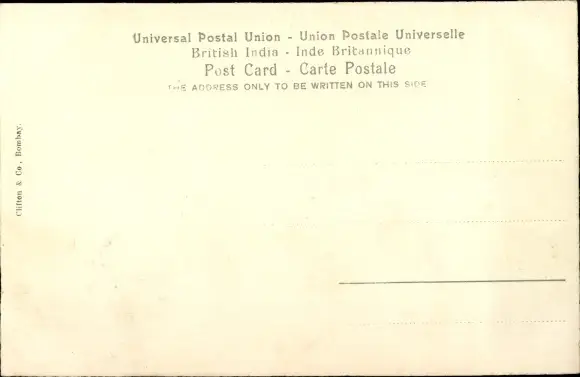 Universal Postal Union - Union Postale Universelle
British India - Inde Britannique
Post Card - Carte Postale
THE ADDRESS ONLY TO BE WRITTEN ON THIS SIDE
Clifton & Co., Bombay.